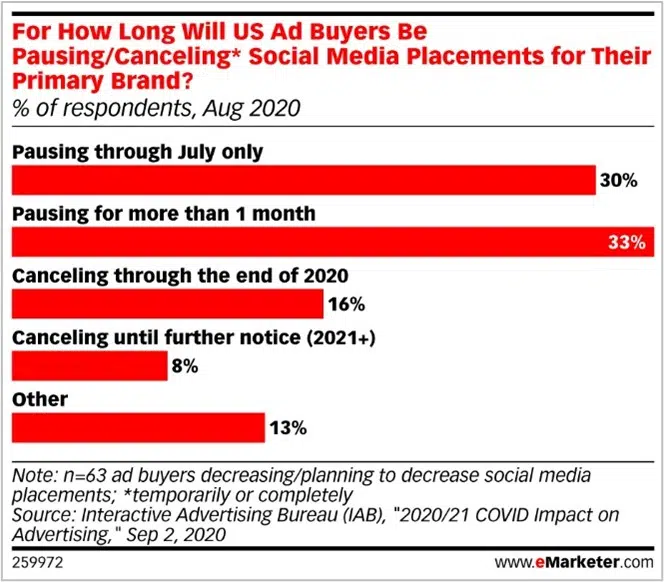 For How Long Will US Ad Buyers Be
Pausing/Canceling* Social Media Placements for Their
Primary Brand?
% of respondents, Aug 2020
Pausing through July only
30%
Pausing for more than 1 month
33%
Canceling through the end of 2020
16%
Canceling until further notice (2021+)
8%
Other
13%
Note: n=63 ad buyers decreasing/planning to decrease social media
placements; *temporarily or completely
Source: Interactive Advertising Bureau (IAB), "2020/21 COVID Impact on
Advertising," Sep 2, 2020
259972 www.eMarketer.com